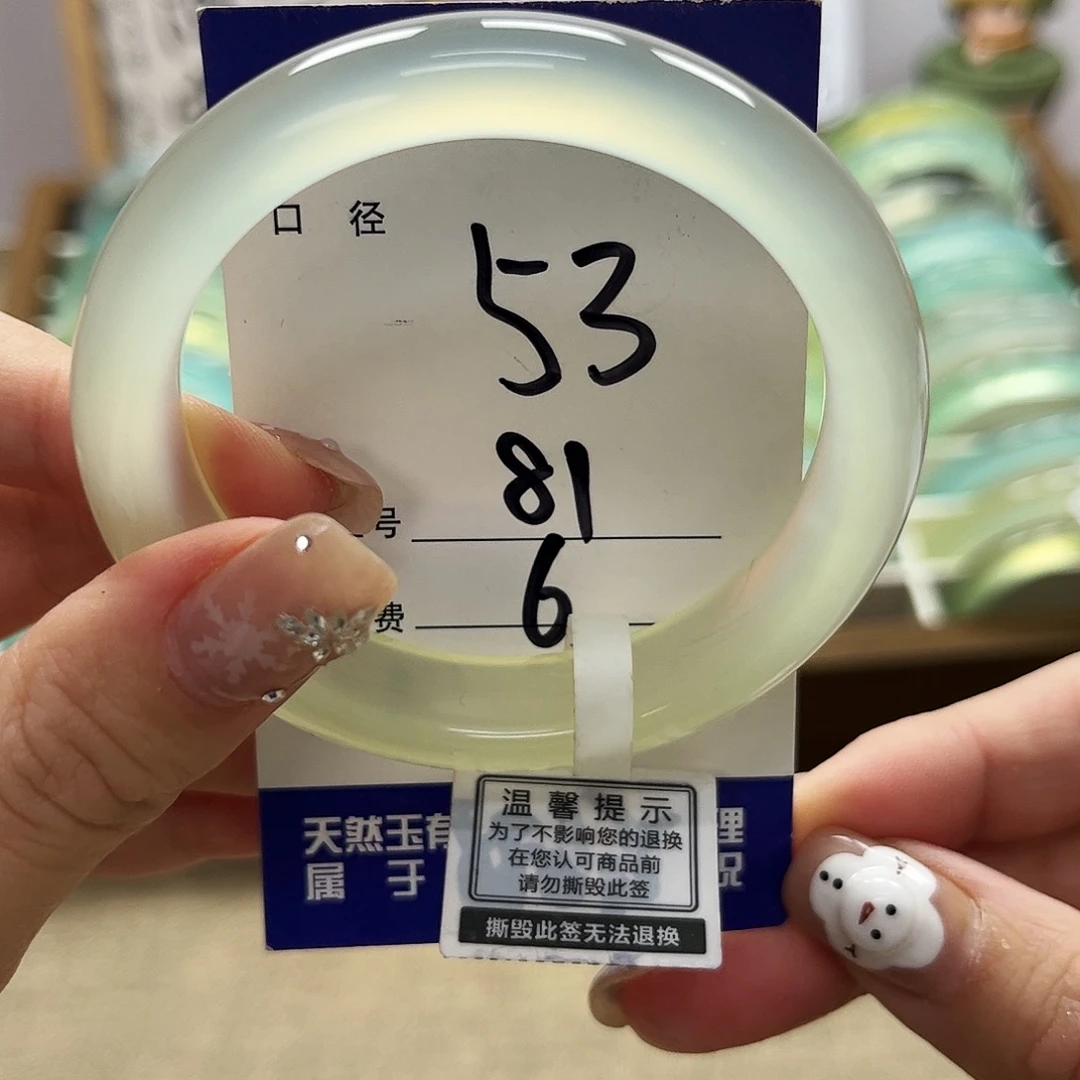 口 径
53
81
号
6
费
天然玉有 理
属 于 况
温馨提示
为了不影响您的退换
在您认可商品前
请勿撕毁此签
撕毁此签无法退换